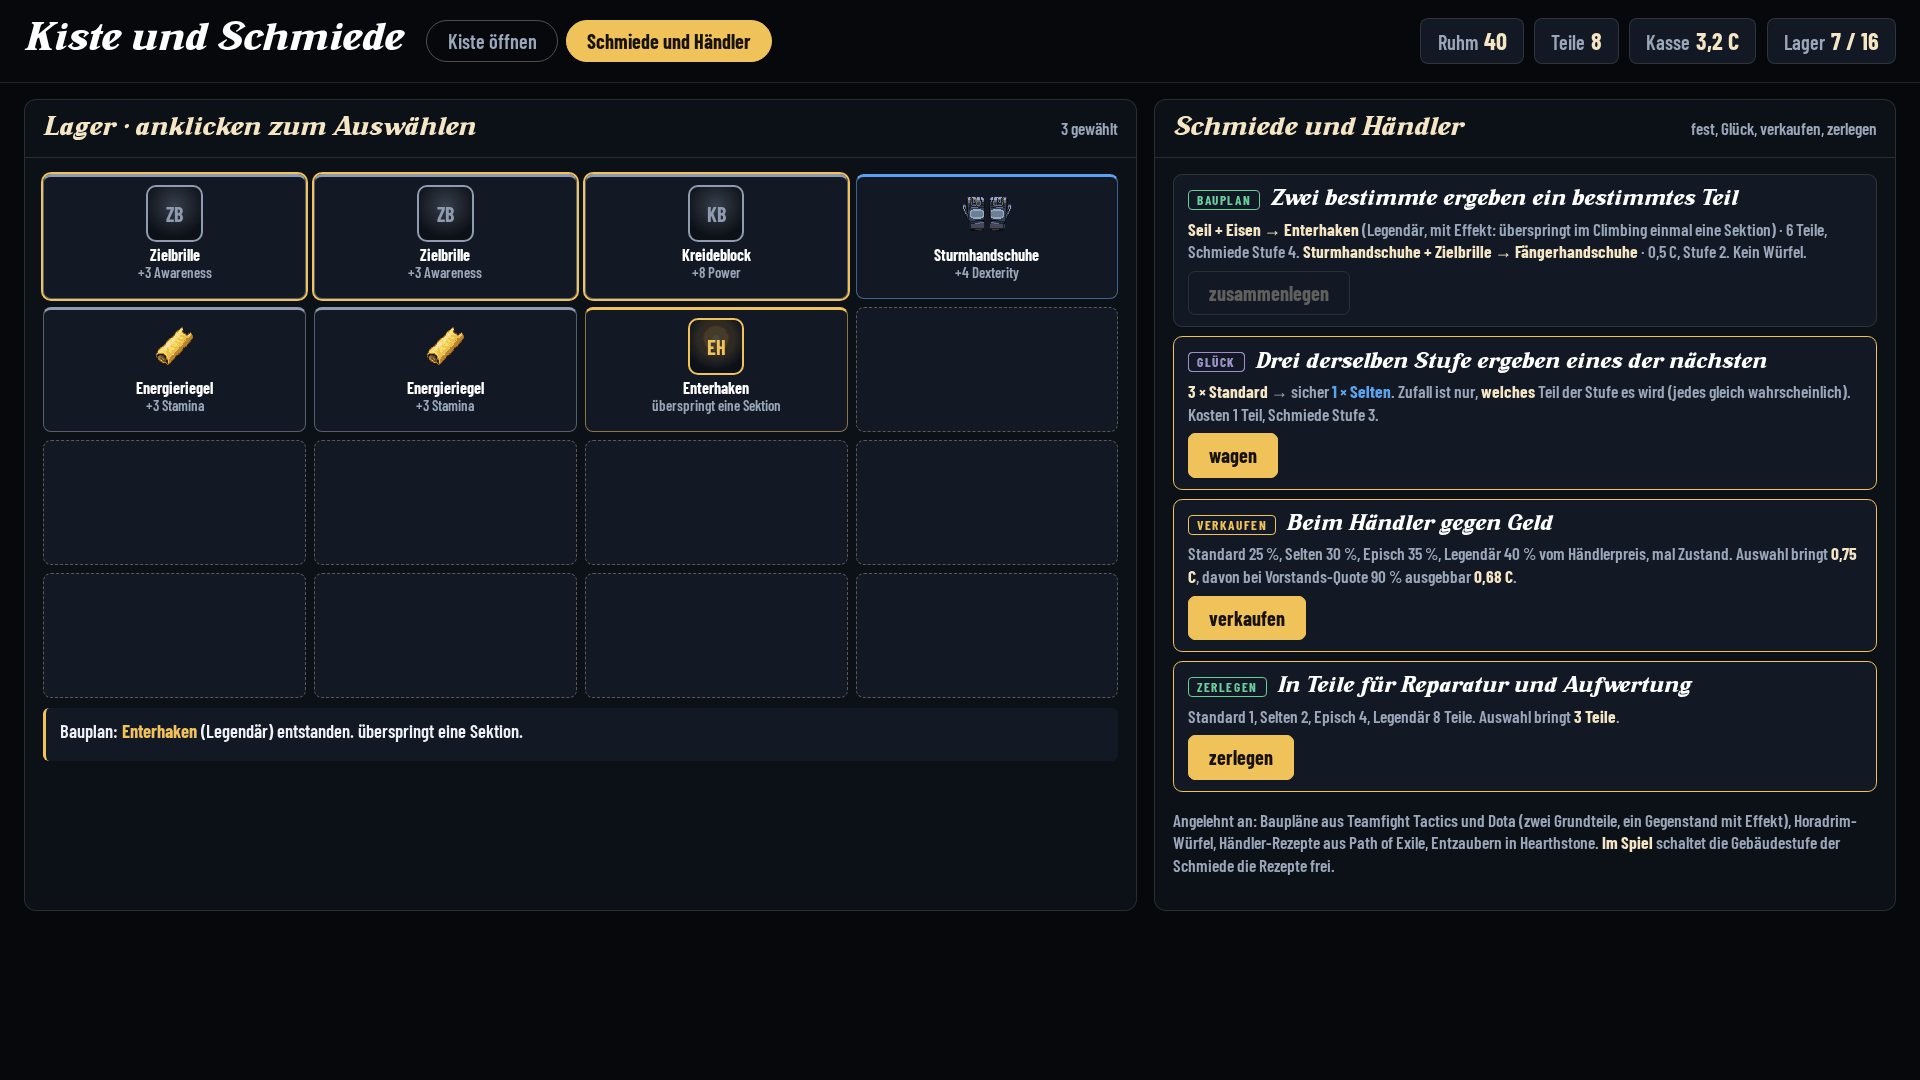 Kiste und Schmiede
Kiste öffnen
Schmiede und Händler
Ruhm 40
Teile 8
Kasse 3,2 C
Lager 7 / 16
Lager · anklicken zum Auswählen
3 gewählt
ZB
Zielbrille
+3 Awareness
ZB
Zielbrille
+3 Awareness
KB
Kreideblock
+8 Power
Sturmhandschuhe
+4 Dexterity
Energieriegel
+3 Stamina
Energieriegel
+3 Stamina
EH
Enterhaken
überspringt eine Sektion
Bauplan: Enterhaken (Legendär) entstanden. überspringt eine Sektion.
Schmiede und Händler
fest, Glück, verkaufen, zerlegen
BAUPLAN Zwei bestimmte ergeben ein bestimmtes Teil
Seil + Eisen → Enterhaken (Legendär, mit Effekt: überspringt im Climbing einmal eine Sektion) · 6 Teile,
Schmiede Stufe 4. Sturmhandschuhe + Zielbrille → Fängerhandschuhe · 0,5 C, Stufe 2. Kein Würfel.
zusammenlegen
GLÜCK Drei derselben Stufe ergeben eines der nächsten
3 × Standard → sicher 1 × Selten. Zufall ist nur, welches Teil der Stufe es wird (jedes gleich wahrscheinlich).
Kosten 1 Teil, Schmiede Stufe 3.
wagen
VERKAUFEN Beim Händler gegen Geld
Standard 25 %, Selten 30 %, Episch 35 %, Legendär 40 % vom Händlerpreis, mal Zustand. Auswahl bringt 0,75
C, davon bei Vorstands-Quote 90 % ausgebbar 0,68 C.
verkaufen
ZERLEGEN In Teile für Reparatur und Aufwertung
Standard 1, Selten 2, Episch 4, Legendär 8 Teile. Auswahl bringt 3 Teile.
zerlegen
Angelehnt an: Baupläne aus Teamfight Tactics und Dota (zwei Grundteile, ein Gegenstand mit Effekt), Horadrim-
Würfel, Händler-Rezepte aus Path of Exile, Entzaubern in Hearthstone. Im Spiel schaltet die Gebäudestufe der
Schmiede die Rezepte frei.